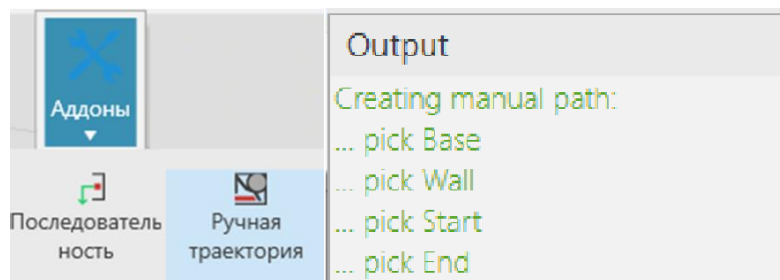 Аддоны
Последователь
ность
Ручная
траектория
Output
Creating manual path:
... pick Base
... pick Wall
... pick Start
... pick End